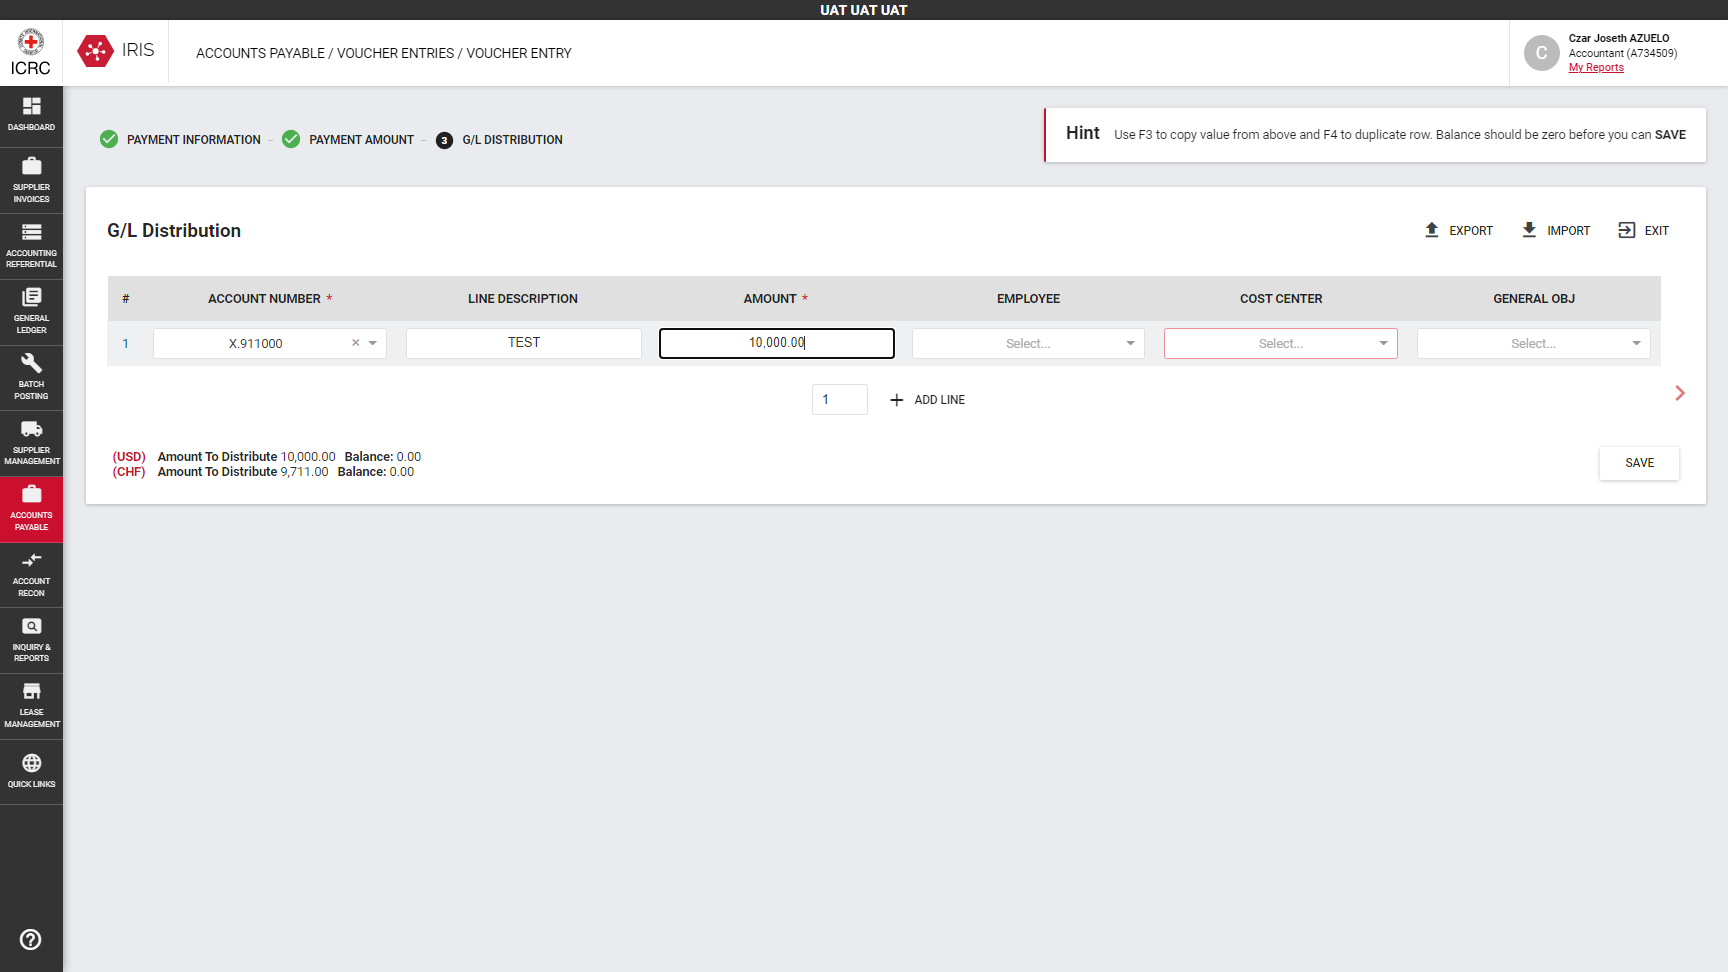 UAT UAT UAT
ICRC
IRIS
ACCOUNTS PAYABLE / VOUCHER ENTRIES / VOUCHER ENTRY
C
Czar Joseth AZUELO
Accountant (A734509)
My Reports
DASHBOARD
SUPPLIER
INVOICES
ACCOUNTING
REFERENTIAL
GENERAL
LEDGER
BATCH
POSTING
SUPPLIER
MANAGEMENT
ACCOUNTS
PAYABLE
ACCOUNT
RECON
INQUIRY &
REPORTS
LEASE
MANAGEMENT
QUICK LINKS
PAYMENT INFORMATION – PAYMENT AMOUNT – 3 G/L DISTRIBUTION
Hint Use F3 to copy value from above and F4 to duplicate row. Balance should be zero before you can SAVE
G/L Distribution
EXPORT IMPORT EXIT
# ACCOUNT NUMBER * LINE DESCRIPTION AMOUNT * EMPLOYEE COST CENTER GENERAL OBJ
1 X.911000 × TEST 10,000.00 Select... Select... Select...
1 + ADD LINE
(USD) Amount To Distribute 10,000.00 Balance: 0.00
(CHF) Amount To Distribute 9,711.00 Balance: 0.00
SAVE